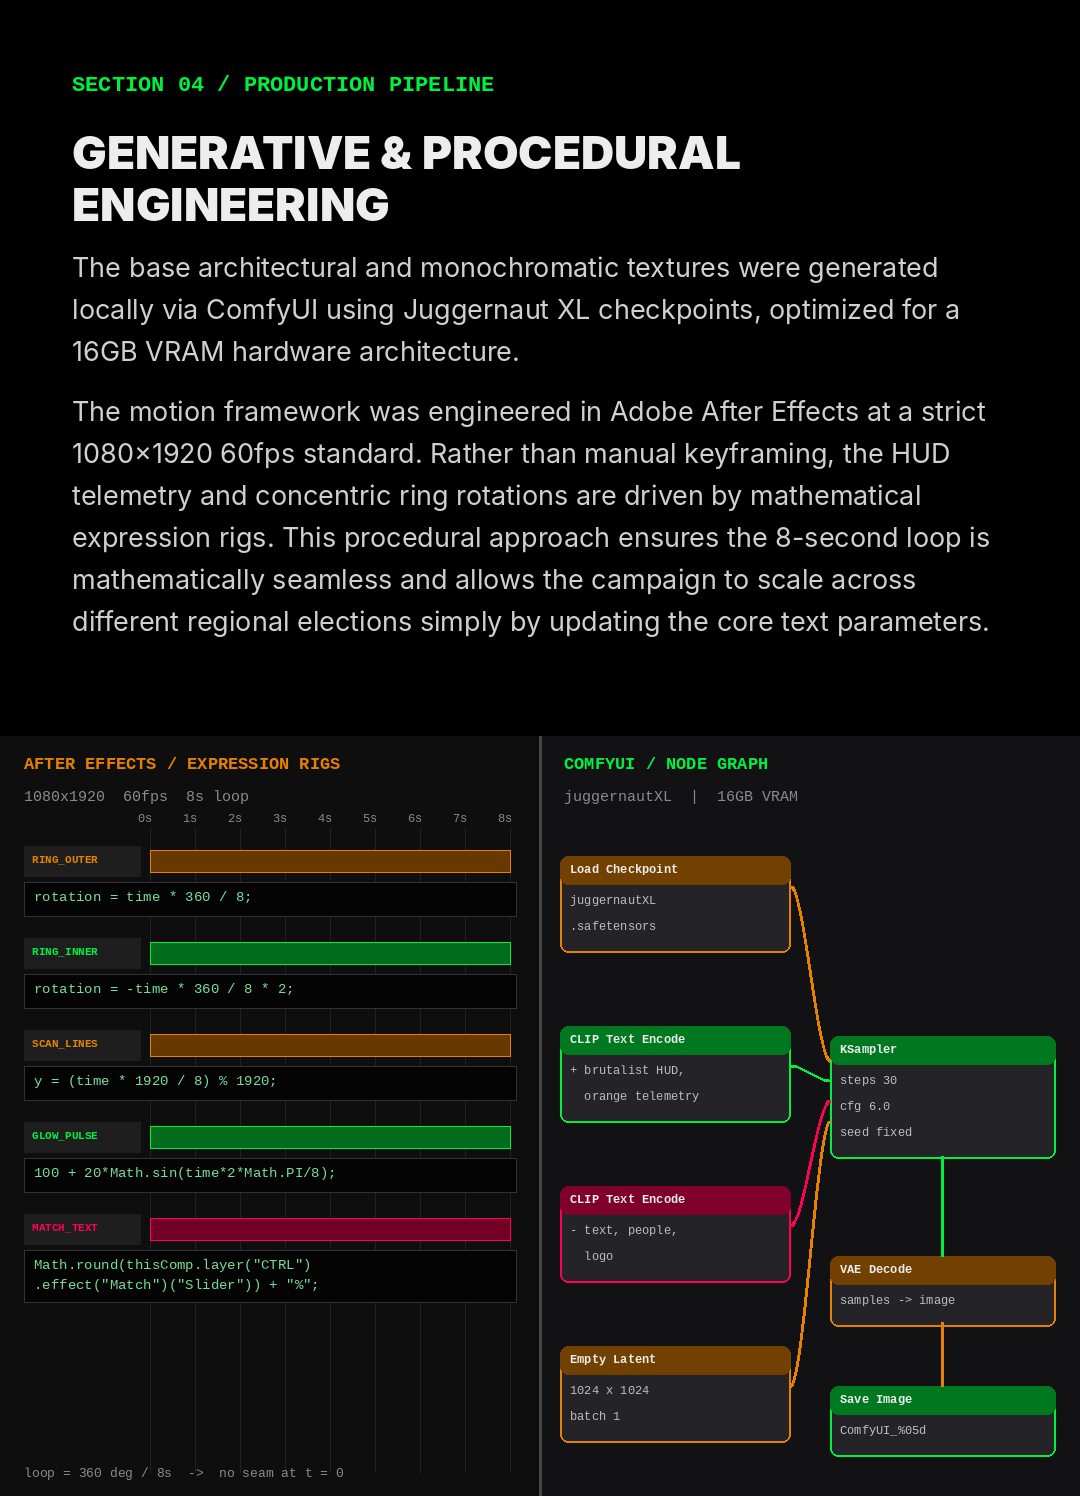 SECTION 04 / PRODUCTION PIPELINE
GENERATIVE & PROCEDURAL
ENGINEERING
The base architectural and monochromatic textures were generated
locally via ComfyUI using Juggernaut XL checkpoints, optimized for a
16GB VRAM hardware architecture.
The motion framework was engineered in Adobe After Effects at a strict
1080×1920 60fps standard. Rather than manual keyframing, the HUD
telemetry and concentric ring rotations are driven by mathematical
expression rigs. This procedural approach ensures the 8-second loop is
mathematically seamless and allows the campaign to scale across
different regional elections simply by updating the core text parameters.
AFTER EFFECTS / EXPRESSION RIGS
1080x1920  60fps  8s loop
0s 1s 2s 3s 4s 5s 6s 7s 8s
RING_OUTER
rotation = time * 360 / 8;
RING_INNER
rotation = -time * 360 / 8 * 2;
SCAN_LINES
y = (time * 1920 / 8) % 1920;
GLOW_PULSE
100 + 20*Math.sin(time*2*Math.PI/8);
MATCH_TEXT
Math.round(thisComp.layer("CTRL")
.effect("Match")("Slider")) + "%";
loop = 360 deg / 8s  ->  no seam at t = 0
COMFYUI / NODE GRAPH
juggernautXL  |  16GB VRAM
Load Checkpoint
juggernautXL
.safetensors
CLIP Text Encode
+ brutalist HUD,
orange telemetry
CLIP Text Encode
- text, people,
logo
Empty Latent
1024 x 1024
batch 1
KSampler
steps 30
cfg 6.0
seed fixed
VAE Decode
samples -> image
Save Image
ComfyUI_%05d